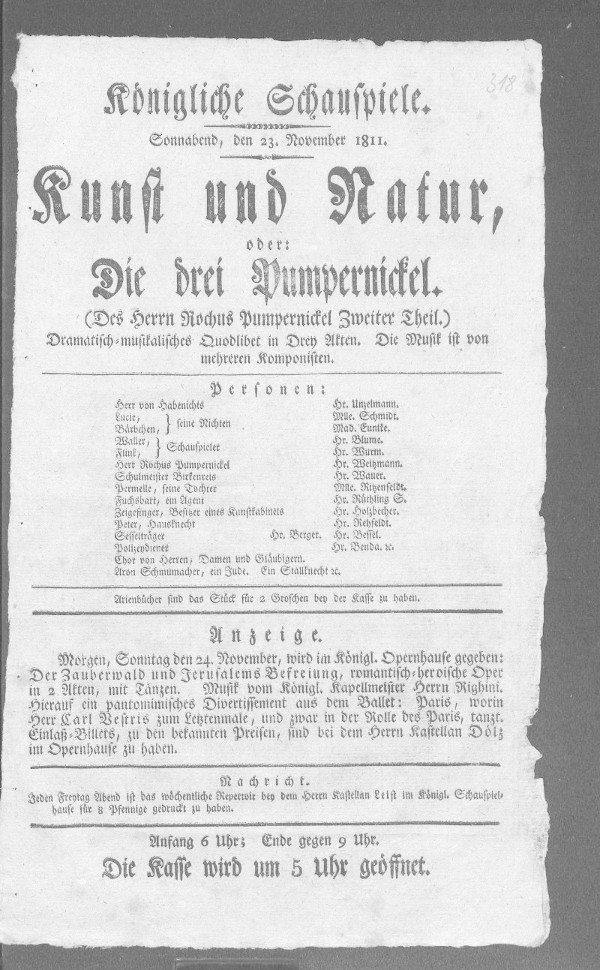 318
Königliche Schauspiele.
Sonnabend, den 23. November 1811.
Kunst und Natur,
oder:
Die drei Pumpernickel.
(Des Herrn Rochus Pumpernickel Zweiter Theil.)
Dramatisch-musikalisches Quodlibet in Drey Akten. Die Musik ist von
mehreren Komponisten.
Personen:
Herr von Habenichts Hr. Unzelmann.
Lucie, } seine Nichten Mlle. Schmidt.
Bärbchen, Mad. Eunike.
Waller, } Schauspieler Hr. Blume.
Flink, Hr. Wurm.
Herr Rochus Pumpernickel Hr. Weitzmann.
Schulmeister Birkenreis Hr. Wauer.
Pernelle, seine Tochter Mlle. Ritzenfeldt.
Fuchsbart, ein Agent Hr. Rüthling S.
Zeigefinger, Besitzer eines Kunstkabinets Hr. Holzbecher.
Peter, Hausknecht Hr. Rehfeldt.
Sesselträger Hr. Berger. Hr. Bessel.
Polizeydiener Hr. Benda. ꝛc.
Chor von Herren, Damen und Gläubigern.
Aron Schmumacher, ein Jude. Ein Stallknecht ꝛc.
Arienbücher sind das Stück für 2 Groschen bey der Kasse zu haben.
Anzeige.
Morgen, Sonntag den 24. November, wird im Königl. Opernhause gegeben:
Der Zauberwald und Jerusalems Befreiung, romantisch-heroische Oper
in 2 Akten, mit Tänzen. Musik vom Königl. Kapellmeister Herrn Righini.
Hierauf ein pantomimisches Divertissement aus dem Ballet: Paris, worin
Herr Carl Vestris zum Letztenmale, und zwar in der Rolle des Paris, tanzt.
Einlaß-Billets, zu den bekannten Preisen, sind bei dem Herrn Kastellan Dölz
im Opernhause zu haben.
Nachricht.
Jeden Freytag Abend ist das wöchentliche Repertoir bey dem Herrn Kastellan Leist im Königl. Schauspiel-
hause für 8 Pfennige gedruckt zu haben.
Anfang 6 Uhr; Ende gegen 9 Uhr.
Die Kasse wird um 5 Uhr geöffnet.